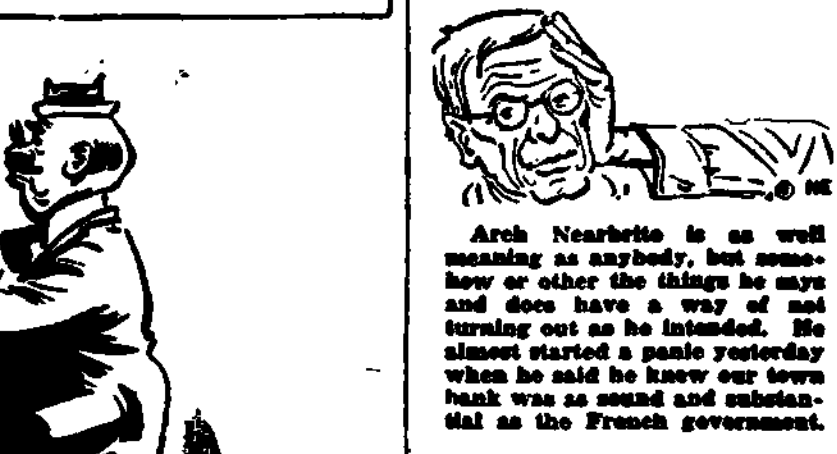 © NE
Arch Nearbrite is as well
meaning as anybody, but some-
how or other the things he says
and does have a way of not
turning out as he intended. He
almost started a panic yesterday
when he said he knew our town
bank was as sound and substan-
tial as the French government.